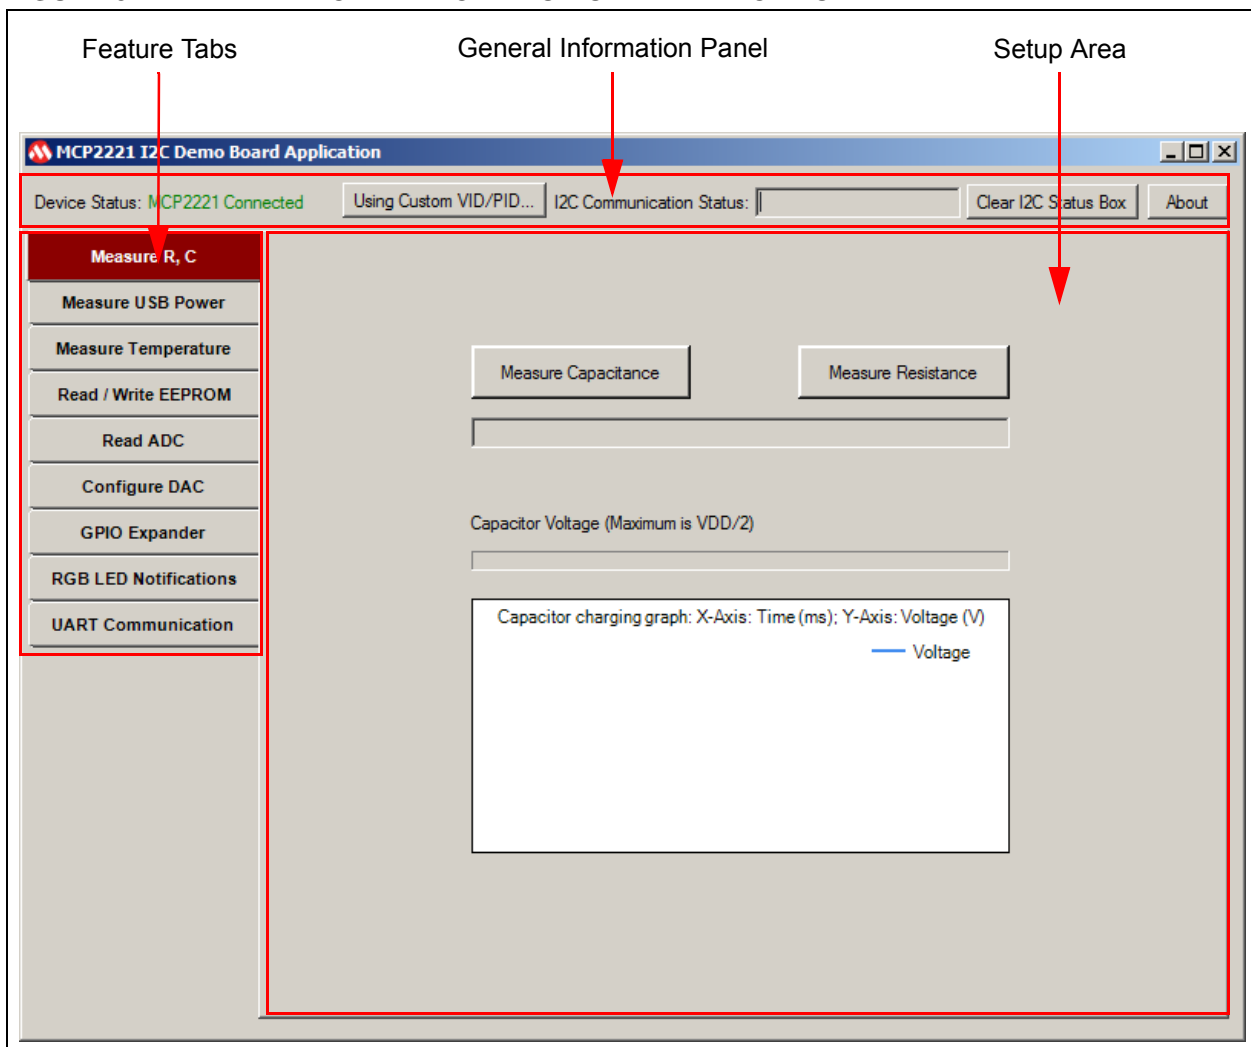 Feature Tabs General Information Panel Setup Area
MCP2221 I2C Demo Board Application
Device Status: MCP2221 Connected Using Custom VID/PID... I2C Communication Status: Clear I2C Status Box About
Measure R, C
Measure USB Power
Measure Temperature
Read / Write EEPROM
Read ADC
Configure DAC
GPIO Expander
RGB LED Notifications
UART Communication
Measure Capacitance Measure Resistance
Capacitor Voltage (Maximum is VDD/2)
Capacitor charging graph: X-Axis: Time (ms); Y-Axis: Voltage (V)
Voltage